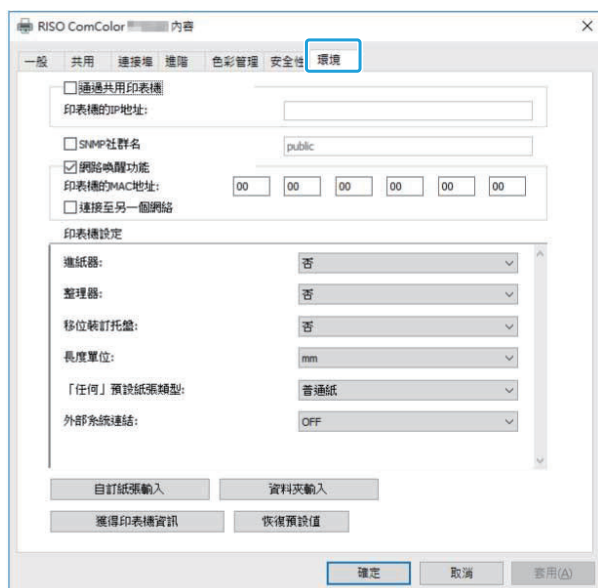 RISO ComColor 內容
一般 共用 連接埠 進階 色彩管理 安全性 環境
通過共用印表機
印表機的IP地址:
SNMP社群名 public
網路喚醒功能
印表機的MAC地址: 00 00 00 00 00 00
連接至另一個網絡
印表機設定
進紙器: 否
整理器: 否
移位裝訂托盤: 否
長度單位: mm
「任何」預設紙張類型: 普通紙
外部系統連結: OFF
自訂紙張輸入 資料夾輸入
獲得印表機資訊 恢復預設值
確定 取消 套用(A)